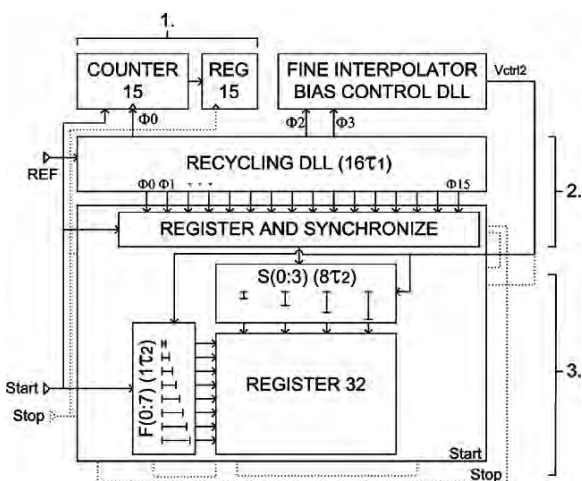 1.
COUNTER
15
REG
15
FINE INTERPOLATOR
BIAS CONTROL DLL
Vctrl2
Φ0
Φ2
Φ3
REF
RECYCLING DLL (16τ1)
Φ0 Φ1 - - - Φ15
2.
REGISTER AND SYNCHRONIZE
S(0:3) (8τ2)
F(0:7) (1τ2)
REGISTER 32
3.
Start
Stop
Start
Stop